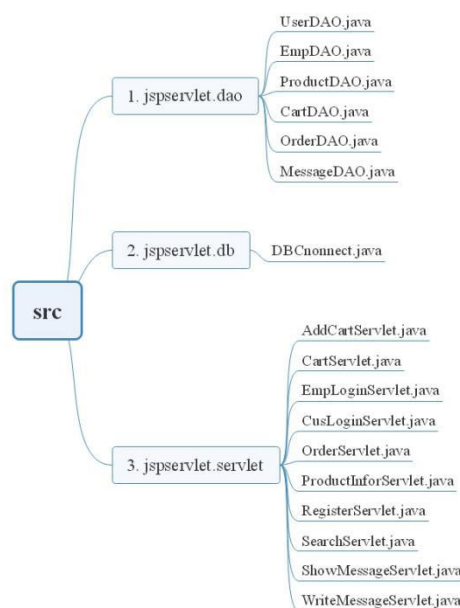 src
1. jspservlet.dao
UserDAO.java
EmpDAO.java
ProductDAO.java
CartDAO.java
OrderDAO.java
MessageDAO.java
2. jspservlet.db
DBCnonnect.java
3. jspservlet.servlet
AddCartServlet.java
CartServlet.java
EmpLoginServlet.java
CusLoginServlet.java
OrderServlet.java
ProductInforServlet.java
RegisterServlet.java
SearchServlet.java
ShowMessageServlet.java
WriteMessageServlet.java